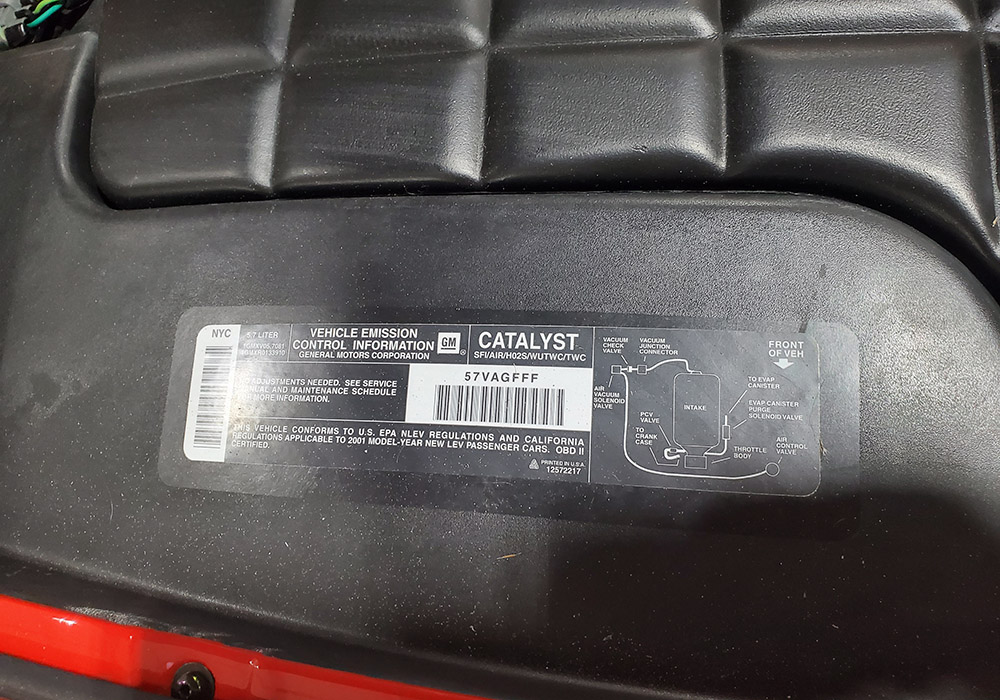 NYC
5.7 LITER
VEHICLE EMISSION
CONTROL INFORMATION
GENERAL MOTORS CORPORATION
GM
®
CATALYST
SFI/AIR/H02S/WUTWC/TWC
57VAGFFF
ADJUSTMENTS NEEDED. SEE SERVICE
AND MAINTENANCE SCHEDULE
FOR MORE INFORMATION.
THIS VEHICLE CONFORMS TO U.S. EPA NLEV REGULATIONS AND CALIFORNIA
REGULATIONS APPLICABLE TO 2001 MODEL-YEAR NEW LEV PASSENGER CARS. OBD II
CERTIFIED.
PRINTED IN U.S.A.
12572217
VACUUM
CHECK
VALVE
VACUUM
JUNCTION
CONNECTOR
FRONT
OF VEH
AIR
VACUUM
SOLENOID
VALVE
INTAKE
TO EVAP
CANISTER
EVAP CANISTER
PURGE
SOLENOID VALVE
PCV
VALVE
TO
CRANK
CASE
THROTTLE
BODY
AIR
CONTROL
VALVE